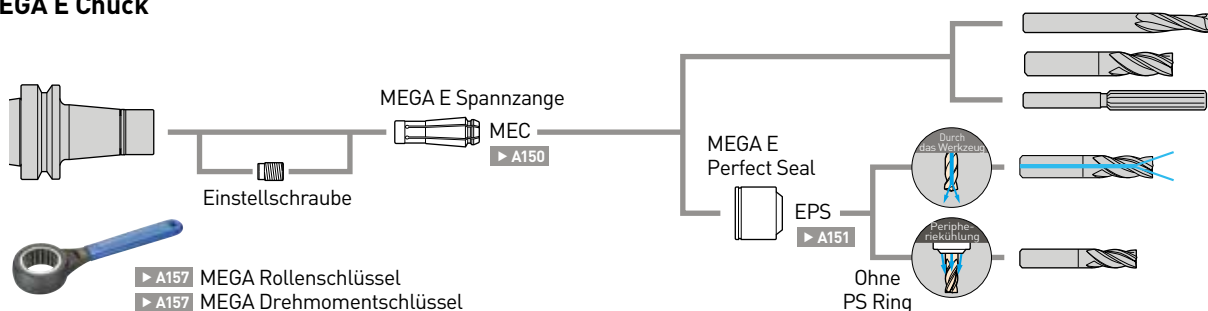 MEGA E Chuck
MEGA E Spannzange
MEC
▶ A150
Einstellschraube
▶ A157 MEGA Rollenschlüssel
▶ A157 MEGA Drehmomentschlüssel
MEGA E
Perfect Seal
EPS
▶ A151
Durch
das Werkzeug
Periphe-
riekühlung
Ohne
PS Ring